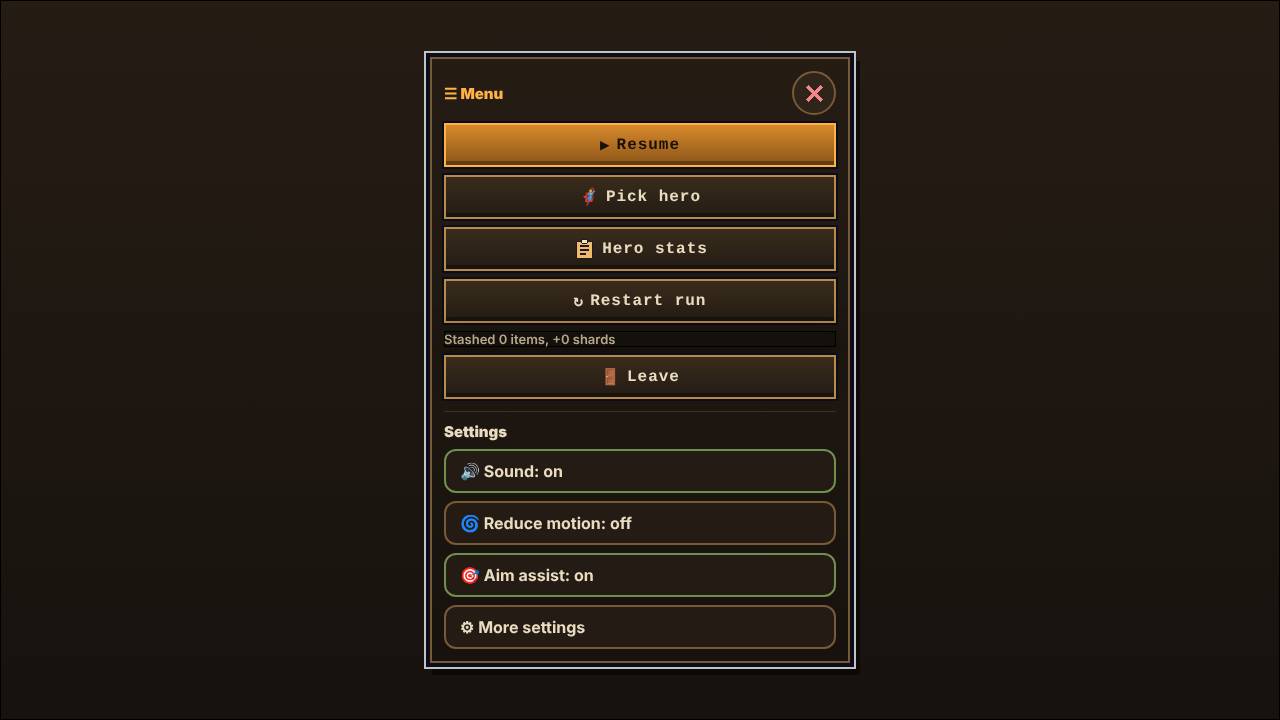 ☰ Menu
▶ Resume
Pick hero
Hero stats
↻ Restart run
Stashed 0 items, +0 shards
Leave
Settings
Sound: on
Reduce motion: off
Aim assist: on
More settings